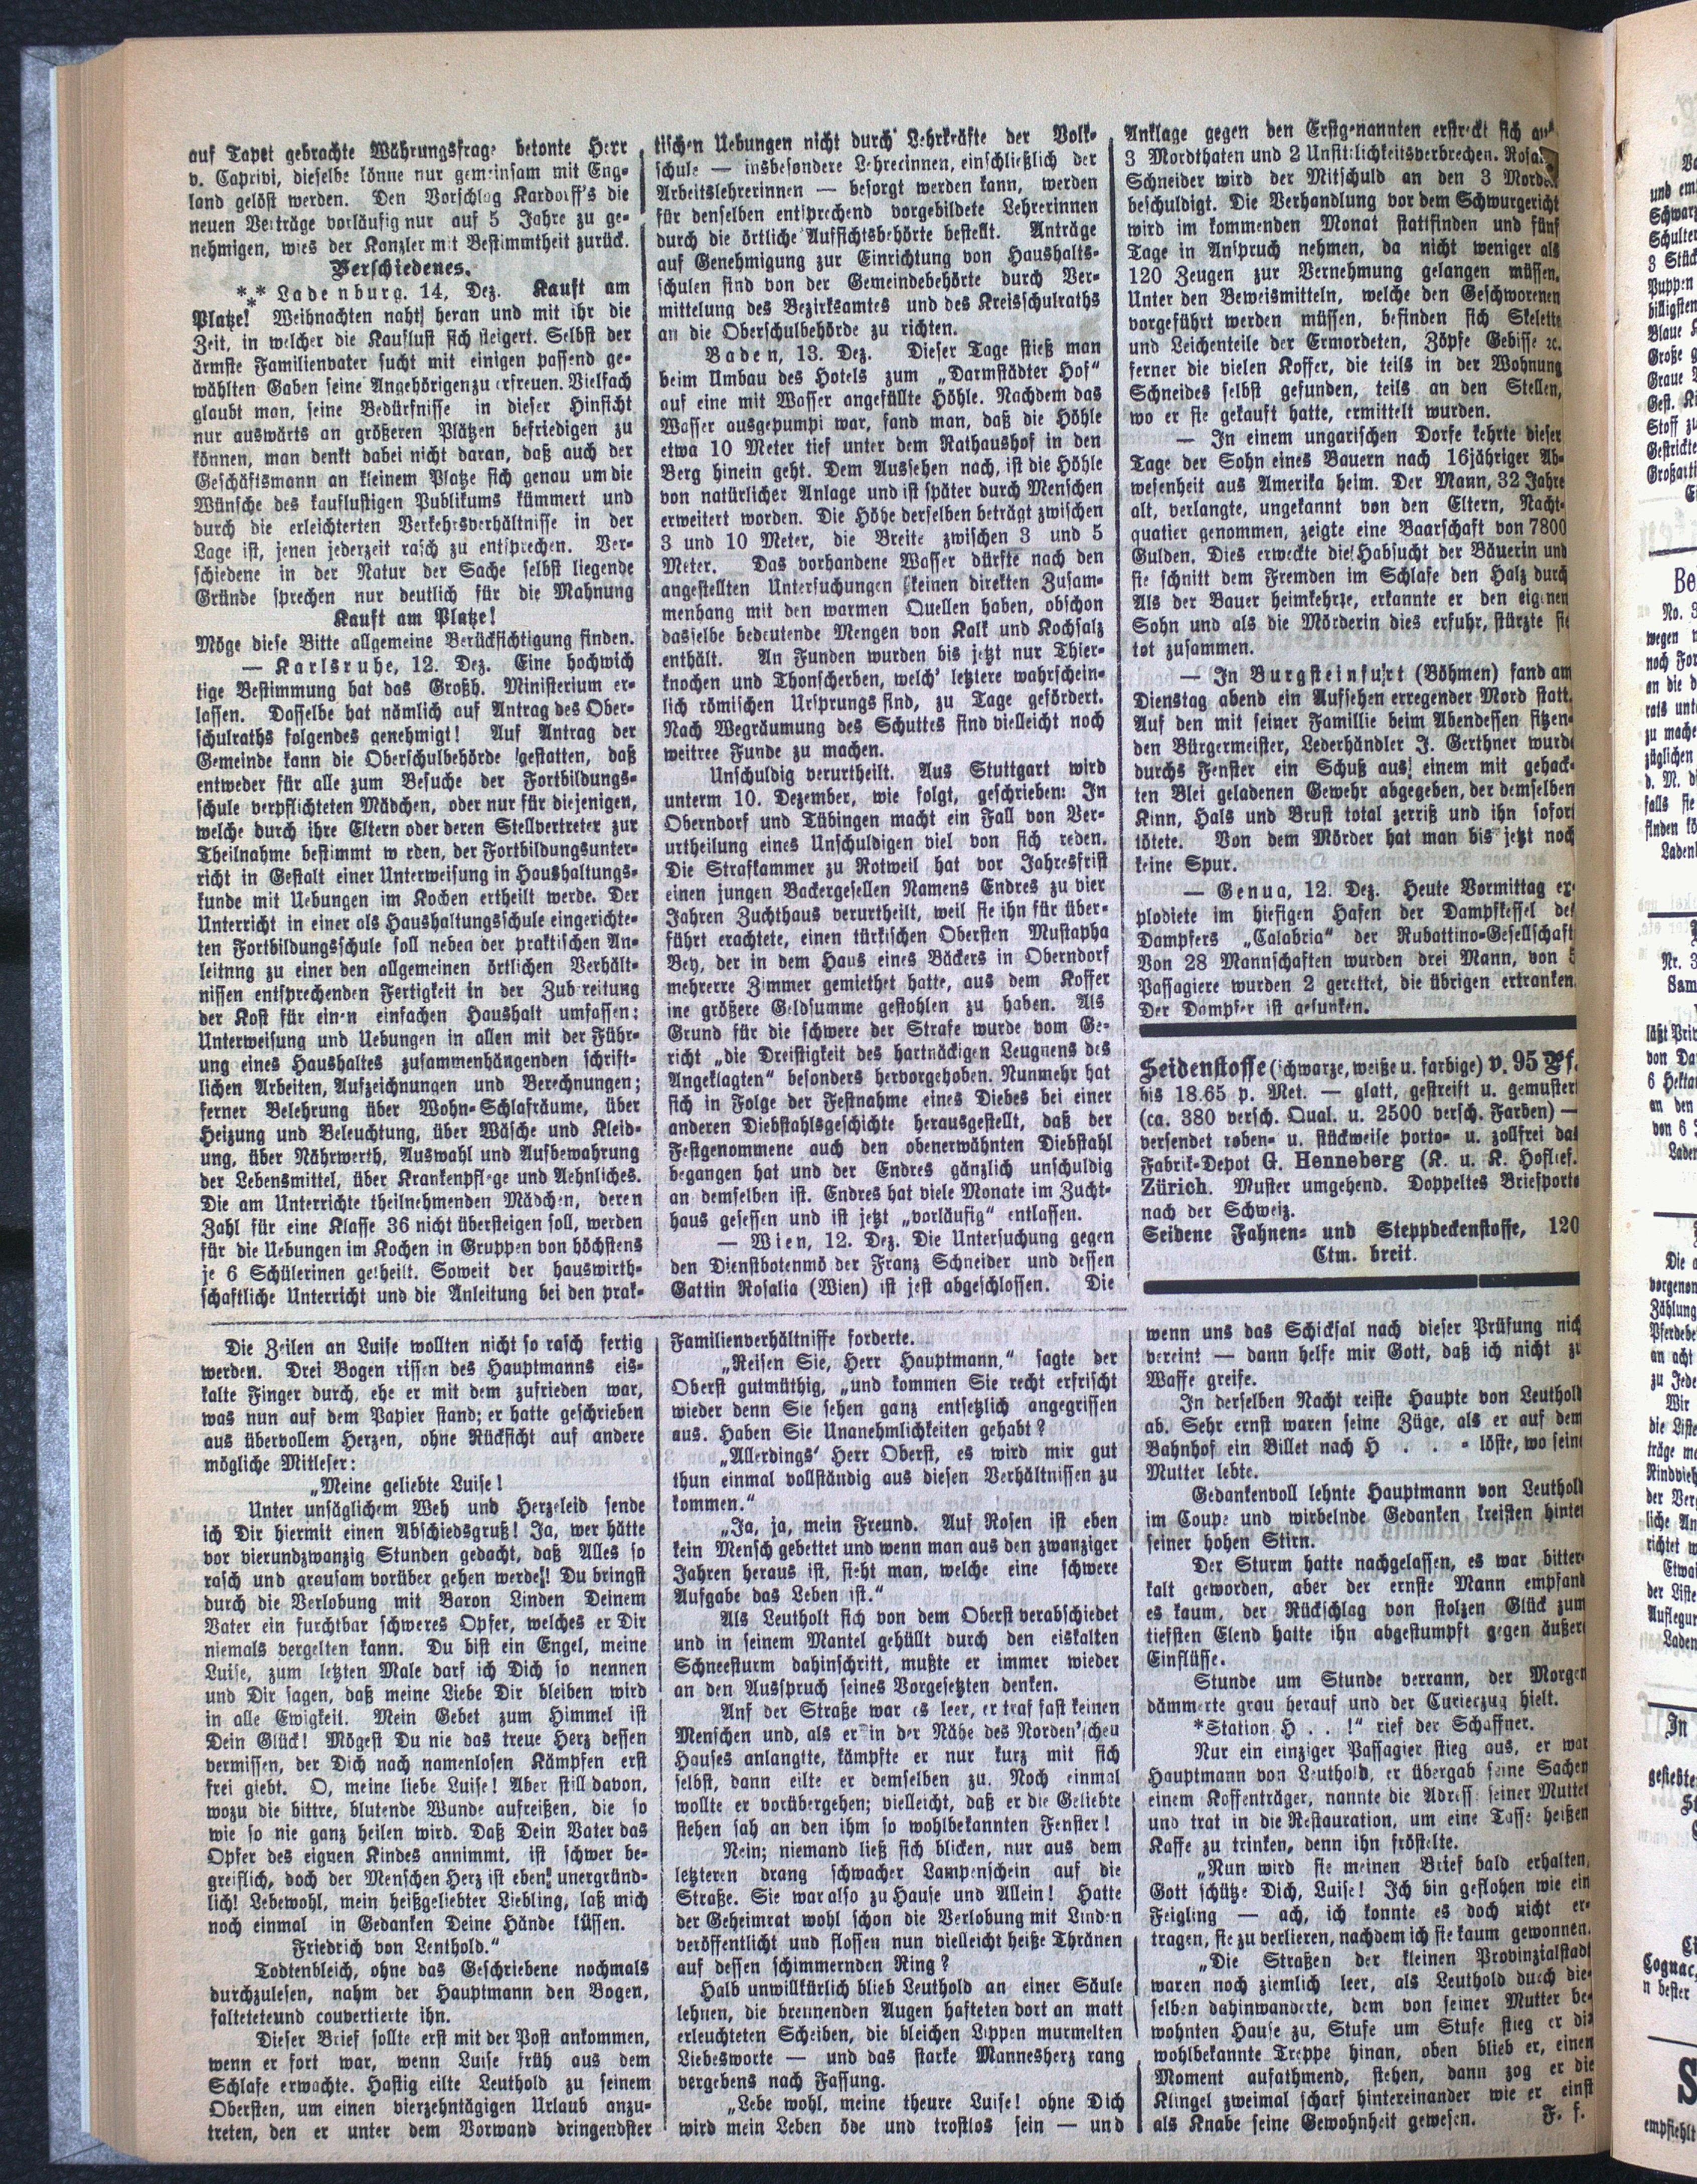 auf Tapet gebrachte Währungsfrage betonte Herr
v. Caprivi, dieselbe könne nur gemeinsam mit Eng-
land gelöst werden. Den Vorschlag Kardorff's die
neuen Verträge vorläufig nur auf 5 Jahre zu ge-
nehmigen, wies der Kanzler mit Bestimmtheit zurück.
Verschiedenes.
*** Ladenburg. 14, Dez. Kauft am
Platze! Weihnachten naht heran und mit ihr die
Zeit, in welcher die Kauflust sich steigert. Selbst der
ärmste Familienvater sucht mit einigen passend ge-
wählten Gaben seine Angehörigen zu erfreuen. Vielfach
glaubt man, seine Bedürfnisse in dieser Hinsicht
nur auswärts an größeren Plätzen befriedigen zu
können, man denkt dabei nicht daran, daß auch der
Geschäftsmann an kleinem Platze sich genau um die
Wünsche des kauflustigen Publikums kümmert und
durch die erleichterten Verkehrsverhältnisse in der
Lage ist, jenen jederzeit rasch zu entsprechen. Ver-
schiedene in der Natur der Sache selbst liegende
Gründe sprechen nur deutlich für die Mahnung
Kauft am Platze!
Möge diese Bitte allgemeine Berücksichtigung finden.
— Karlsruhe, 12. Dez. Eine hochwich
tige Bestimmung hat das Großh. Ministerium er-
lassen. Dasselbe hat nämlich auf Antrag des Ober-
schulraths folgendes genehmigt! Auf Antrag der
Gemeinde kann die Oberschulbehörde gestatten, daß
entweder für alle zum Besuche der Fortbildungs-
schule verpflichteten Mädchen, oder nur für diejenigen,
welche durch ihre Eltern oder deren Stellvertreter zur
Theilnahme bestimmt w rden, der Fortbildungsunter-
richt in Gestalt einer Unterweisung in Haushaltungs-
kunde mit Uebungen im Kochen ertheilt werde. Der
Unterricht in einer als Haushaltungsschule eingerichte-
ten Fortbildungsschule soll neben der praktischen An-
leitnng zu einer den allgemeinen örtlichen Verhält-
nissen entsprechenden Fertigkeit in der Zubereitung
der Kost für einen einfachen Haushalt umfassen:
Unterweisung und Uebungen in allen mit der Führ-
ung eines Haushaltes zusammenhängenden schrift-
lichen Arbeiten, Aufzeichnungen und Berechnungen;
ferner Belehrung über Wohn-Schlafräume, über
Heizung und Beleuchtung, über Wäsche und Kleid-
ung, über Nährwerth, Auswahl und Aufbewahrung
der Lebensmittel, über Krankenpflege und Aehnliches.
Die am Unterrichte theilnehmenden Mädchen, deren
Zahl für eine Klasse 36 nicht übersteigen soll, werden
für die Uebungen im Kochen in Gruppen von höchstens
je 6 Schülerinen getheilt. Soweit der hauswirth-
schaftliche Unterricht und die Anleitung bei den prak-
tischen Uebungen nicht durch Lehrkräfte der Volk-
schule — insbesondere Lehrerinnen, einschließlich der
Arbeitslehrerinnen — besorgt werden kann, werden
für denselben entsprechend vorgebildete Lehrerinnen
durch die örtliche Aufsichtsbehörte bestellt. Anträge
auf Genehmigung zur Einrichtung von Haushalts-
schulen sind von der Gemeindebehörte durch Ver-
mittelung des Bezirksamtes und des Kreisschulraths
an die Oberschulbehörde zu richten.
Baden, 13. Dez. Dieser Tage stieß man
beim Umbau des Hotels zum „Darmstädter Hof“
auf eine mit Wasser angefüllte Höhle. Nachdem das
Wasser ausgepumpi war, fand man, daß die Höhle
etwa 10 Meter tief unter dem Rathaushof in den
Berg hinein geht. Dem Aussehen nach, ist die Höhle
von natürlicher Anlage und ist später durch Menschen
erweitert worden. Die Höhe derselben beträgt zwischen
3 und 10 Meter, die Breite zwischen 3 und 5
Meter. Das vorhandene Wasser dürfte nach den
angestellten Untersuchungen keinen direkten Zusam-
menhang mit den warmen Quellen haben, obschon
dasselbe bedeutende Mengen von Kalk und Kochsalz
enthält. An Funden wurden bis jetzt nur Thier-
knochen und Thonscherben, welch' letztere wahrschein-
lich römischen Ursprungs sind, zu Tage gefördert.
Nach Wegräumung des Schuttes sind vielleicht noch
weitree Funde zu machen.
Unschuldig verurtheilt. Aus Stuttgart wird
unterm 10. Dezember, wie folgt, geschrieben: In
Oberndorf und Tübingen macht ein Fall von Ver-
urtheilung eines Unschuldigen viel von sich reden.
Die Strafkammer zu Rotweil hat vor Jahresfrist
einen jungen Backergesellen Namens Endres zu vier
Jahren Zuchthaus verurtheilt, weil sie ihn für über-
führt erachtete, einen türkischen Obersten Mustapha
Bey, der in dem Haus eines Bäckers in Oberndorf
mehrerre Zimmer gemiethet hatte, aus dem Koffer
ine größere Geldsumme gestohlen zu haben. Als
Grund für die schwere der Strafe wurde vom Ge-
richt „die Dreistigkeit des hartnäckigen Leugnens des
Angeklagten“ besonders hervorgehoben. Nunmehr hat
sich in Folge der Festnahme eines Diebes bei einer
anderen Diebstahlsgeschichte herausgestellt, daß der
Festgenommene auch den obenerwähnten Diebstahl
begangen hat und der Endres gänzlich unschuldig
an demselben ist. Endres hat viele Monate im Zucht-
haus gesessen und ist jetzt „vorläufig“ entlassen.
— Wien, 12. Dez. Die Untersuchung gegen
den Dienstbotenmö der Franz Schneider und dessen
Gattin Rosalia (Wien) ist jest abgeschlossen. Die
Anklage gegen den Erstgenannten erstreckt sich auf
3 Mordthaten und 2 Unsittlichkeitsverbrechen.
Schneider wird der Mitschuld an den 3 Morden
beschuldigt. Die Verhandlung vor dem Schwurgericht
wird im kommenden Monat stattfinden und fünf
Tage in Anspruch nehmen, da nicht weniger als
120 Zeugen zur Vernehmung gelangen müssen.
Unter den Beweismitteln, welche den Geschworenen
vorgeführt werden müssen, befinden sich Skelette
und Leichenteile der Ermordeten, Zöpfe Gebisse ꝛc.
ferner die vielen Koffer, die teils in der Wohnung
Schneides selbst gefunden, teils an den Stellen,
wo er sie gekauft hatte, ermittelt wurden.
— In einem ungarischen Dorfe kehrte dieser
Tage der Sohn eines Bauern nach 16jähriger Ab-
wesenheit aus Amerika heim. Der Mann, 32 Jahre
alt, verlangte, ungekannt von den Eltern, Nacht-
quatier genommen, zeigte eine Baarschaft von 7800
Gulden. Dies erweckte die Habsucht der Bäuerin und
sie schnitt dem Fremden im Schlafe den Halz durch
Als der Bauer heimkehrte, erkannte er den eigenen
Sohn und als die Mörderin dies erfuhr, stürzte sie
tot zusammen.
— In Burgsteinfurt (Böhmen) fand am
Dienstag abend ein Aufsehen erregender Mord statt.
Auf den mit seiner Famillie beim Abendessen sitzen-
den Bürgermeister, Lederhändler J. Gerthner wurde
durchs Fenster ein Schuß aus einem mit gehack-
ten Blei geladenen Gewehr abgegeben, der demselben
Kinn, Hals und Brust total zerriß und ihn sofort
tötete. Von dem Mörder hat man bis jetzt noch
keine Spur.
— Genua, 12. Dez. Heute Vormittag ex-
plodiete im hiesigen Hafen der Dampfkessel des
Dampfers „Calabria“ der Rubattino-Gesellschaft
Von 28 Mannschaften wurden drei Mann, von 5
Passagiere wurden 2 gerettet, die übrigen ertranken.
Der Dampfer ist gesunken.
Seidenstoffe (schwarze, weiße u. farbige) v. 95 Pf.
bis 18.65 p. Met. — glatt, gestreift u. gemustert
(ca. 380 versch. Qual. u. 2500 versch. Farben) —
versendet roben- u. stückweise porto- u. zollfrei das
Fabrik-Depot G. Henneberg (K. u. K. Hoflief.
Zürich. Muster umgehend. Doppeltes Briefporto
nach der Schweiz.
Seidene Fahnen- und Steppdeckenstoffe, 120
Ctm. breit.
Die Zeilen an Luise wollten nicht so rasch fertig
werden. Drei Bogen rissen des Hauptmanns eis-
kalte Finger durch, ehe er mit dem zufrieden war,
was nun auf dem Papier stand; er hatte geschrieben
aus übervollem Herzen, ohne Rücksicht auf andere
mögliche Mitleser:
„Meine geliebte Luise!
Unter unsäglichem Weh und Herzeleid sende
ich Dir hiermit einen Abschiedsgruß! Ja, wer hätte
vor vierundzwanzig Stunden gedacht, daß Alles so
rasch und grausam vorüber gehen werde! Du bringst
durch die Verlobung mit Baron Linden Deinem
Vater ein furchtbar schweres Opfer, welches er Dir
niemals vergelten kann. Du bist ein Engel, meine
Luise, zum letzten Male darf ich Dich so nennen
und Dir sagen, daß meine Liebe Dir bleiben wird
in alle Ewigkeit. Mein Gebet zum Himmel ist
Dein Glück! Mögest Du nie das treue Herz dessen
vermissen, der Dich nach namenlosen Kämpfen erst
frei giebt. O, meine liebe Luise! Aber still davon,
wozu die bittre, blutende Wunde aufreißen, die so
wie so nie ganz heilen wird. Daß Dein Vater das
Opfer des eignen Kindes annimmt, ist schwer be-
greiflich, doch der Menschen Herz ist eben unergründ-
lich! Lebewohl, mein heißgeliebter Liebling, laß mich
noch einmal in Gedanken Deine Hände küssen.
Friedrich von Lenthold.“
Todtenbleich, ohne das Geschriebene nochmals
durchzulesen, nahm der Hauptmann den Bogen,
falteteteund couvertierte ihn.
Dieser Brief sollte erst mit der Post ankommen,
wenn er fort war, wenn Luise früh aus dem
Schlafe erwachte. Hastig eilte Leuthold zu seinem
Obersten, um einen vierzehntägigen Urlaub anzu-
treten, den er unter dem Vorwand dringendster
Familienverhältnisse forderte.
„Reisen Sie, Herr Hauptmann,“ sagte der
Oberst gutmüthig, „und kommen Sie recht erfrischt
wieder denn Sie sehen ganz entsetzlich angegriffen
aus. Haben Sie Unanehmlichkeiten gehabt?
„Allerdings' Herr Oberst, es wird mir gut
thun einmal vollständig aus diesen Verhältnissen zu
kommen.“
„Ja, ja, mein Freund. Auf Rosen ist eben
kein Mensch gebettet und wenn man aus den zwanziger
Jahren heraus ist, sieht man, welche eine schwere
Aufgabe das Leben ist.“
Als Leutholt sich von dem Oberst verabschiedet
und in seinem Mantel gehüllt durch den eiskalten
Schneesturm dahinschritt, mußte er immer wieder
an den Ausspruch seines Vorgesetzten denken.
Anf der Straße war es leer, er traf fast keinen
Menschen und, als er in der Nähe des Norden'scheu
Hauses anlangtte, kämpfte er nur kurz mit sich
selbst, dann eilte er demselben zu. Noch einmal
wollte er vorübergehen; vielleicht, daß er die Geliebte
stehen sah an den ihm so wohlbekannten Fenster!
Nein; niemand ließ sich blicken, nur aus dem
letzteren drang schwacher Lampenschein auf die
Straße. Sie war also zu Hause und Allein! Hatte
der Geheimrat wohl schon die Verlobung mit Linden
veröffentlicht und flossen nun vielleicht heiße Thränen
auf dessen schimmernden Ring?
Halb unwillkürlich blieb Leuthold an einer Säule
lehnen, die brennenden Augen hafteten dort an matt
erleuchteten Scheiben, die bleichen Lippen murmelten
Liebesworte — und das starke Mannesherz rang
vergebens nach Fassung.
„Lebe wohl, meine theure Luise! ohne Dich
wird mein Leben öde und trostlos sein — und
wenn uns das Schicksal nach dieser Prüfung nich
vereint — dann helfe mir Gott, daß ich nicht zu
Waffe greife.
In derselben Nacht reiste Haupte von Leuthold
ab. Sehr ernst waren seine Züge, als er auf dem
Bahnhof ein Billet nach H . . . löste, wo seine
Mutter lebte.
Gedankenvoll lehnte Hauptmann von Leuthold
im Coupe und wirbelnde Gedanken kreisten hinter
seiner hohen Stirn.
Der Sturm hatte nachgelassen, es war bitter-
kalt geworden, aber der ernste Mann empfand
es kaum, der Rückschlag von stolzen Glück zum
tiefsten Elend hatte ihn abgestumpft gegen äußere
Einflüsse.
Stunde um Stunde verrann, der Morgen
dämmerte grau herauf und der Curierzug hielt.
*Station H . . !“ rief der Schaffner.
Nur ein einziger Passagier stieg aus, er war
Hauptmann von Leuthold, er übergab seine Sachen
einem Koffenträger, nannte die Adresse seiner Mutter
und trat in die Restauration, um eine Tasse heißen
Kaffe zu trinken, denn ihn fröstelte.
„Nun wird sie meinen Brief bald erhalten,
Gott schütze Dich, Luise! Ich bin geflohen wie ein
Feigling — ach, ich konnte es doch nicht er-
tragen, sie zu verlieren, nachdem ich sie kaum gewonnen.
„Die Straßen der kleinen Provinzialstadt
waren noch ziemlich leer, als Leuthold durch die-
selben dahinwanderte, dem von seiner Mutter be-
wohnten Hause zu, Stufe um Stufe stieg er die
wohlbekannte Treppe hinan, oben blieb er, einen
Moment aufathmend, stehen, dann zog er die
Klingel zweimal scharf hintereinander wie er einst
als Knabe seine Gewohnheit gewesen. F. f.